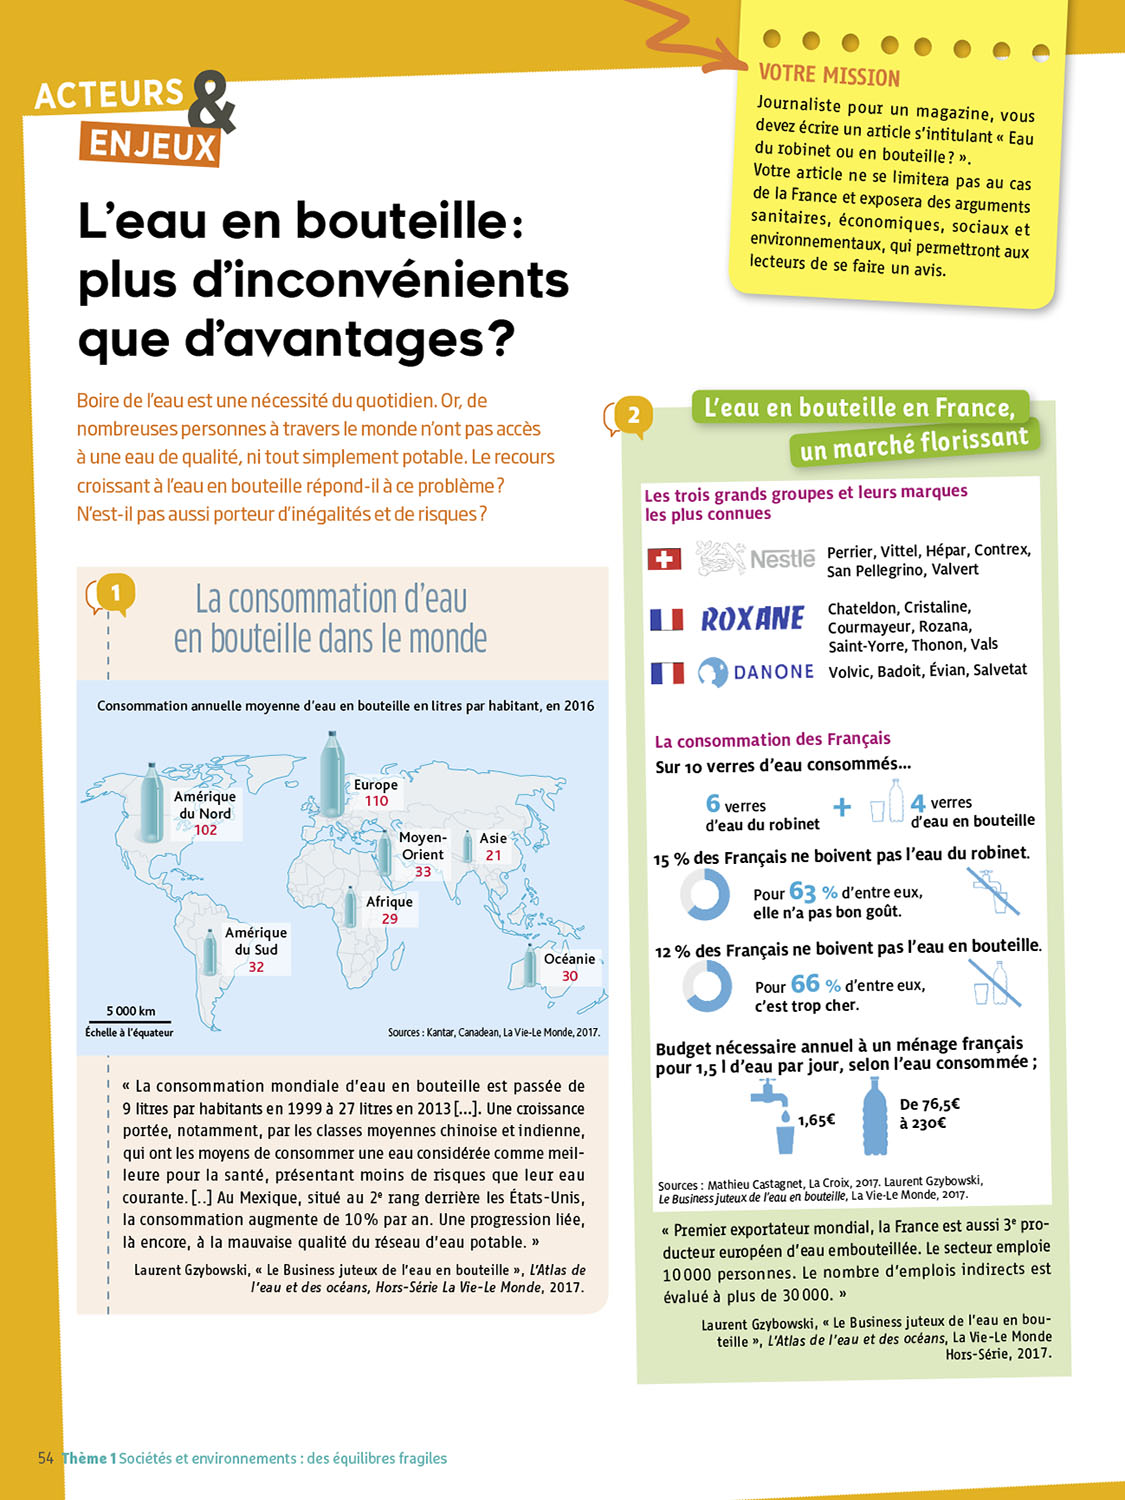 ACTEURS &
ENJEUX
VOTRE MISSION
Journaliste pour un magazine, vous
devez écrire un article s’intitulant « Eau
du robinet ou en bouteille ? ».
Votre article ne se limitera pas au cas
de la France et exposera des arguments
sanitaires, économiques, sociaux et
environnementaux, qui permettront aux
lecteurs de se faire un avis.
L’eau en bouteille :
plus d’inconvénients
que d’avantages ?
Boire de l’eau est une nécessité du quotidien. Or, de
nombreuses personnes à travers le monde n’ont pas accès
à une eau de qualité, ni tout simplement potable. Le recours
croissant à l’eau en bouteille répond-il à ce problème ?
N’est-il pas aussi porteur d’inégalités et de risques ?
1
La consommation d’eau
en bouteille dans le monde
Consommation annuelle moyenne d’eau en bouteille en litres par habitant, en 2016
Amérique
du Nord
102
Europe
110
Moyen-
Orient
33
Asie
21
Afrique
29
Amérique
du Sud
32
Océanie
30
5 000 km
Échelle à l’équateur
Sources : Kantar, Canadean, La Vie-Le Monde, 2017.
« La consommation mondiale d’eau en bouteille est passée de
9 litres par habitants en 1999 à 27 litres en 2013 [...]. Une croissance
portée, notamment, par les classes moyennes chinoise et indienne,
qui ont les moyens de consommer une eau considérée comme meil-
leure pour la santé, présentant moins de risques que leur eau
courante. [..] Au Mexique, situé au 2e rang derrière les États-Unis,
la consommation augmente de 10 % par an. Une progression liée,
là encore, à la mauvaise qualité du réseau d’eau potable. »
Laurent Gzybowski, « Le Business juteux de l’eau en bouteille », L’Atlas de
l’eau et des océans, Hors-Série La Vie-Le Monde, 2017.
2
L’eau en bouteille en France,
un marché florissant
Les trois grands groupes et leurs marques
les plus connues
Nestlé
Perrier, Vittel, Hépar, Contrex,
San Pellegrino, Valvert
ROXANE
Chateldon, Cristaline,
Courmayeur, Rozana,
Saint-Yorre, Thonon, Vals
DANONE
Volvic, Badoit, Évian, Salvetat
La consommation des Français
Sur 10 verres d’eau consommés...
6 verres
d’eau du robinet
+
4 verres
d’eau en bouteille
15 % des Français ne boivent pas l’eau du robinet.
Pour 63 % d’entre eux,
elle n’a pas bon goût.
12 % des Français ne boivent pas l’eau en bouteille.
Pour 66 % d’entre eux,
c’est trop cher.
Budget nécessaire annuel à un ménage français
pour 1,5 l d’eau par jour, selon l’eau consommée ;
1,65€
De 76,5€
à 230€
Sources : Mathieu Castagnet, La Croix, 2017. Laurent Gzybowski,
Le Business juteux de l’eau en bouteille, La Vie-Le Monde, 2017.
« Premier exportateur mondial, la France est aussi 3e pro-
ducteur européen d’eau embouteillée. Le secteur emploie
10 000 personnes. Le nombre d’emplois indirects est
évalué à plus de 30 000. »
Laurent Gzybowski, « Le Business juteux de l’eau en bou-
teille », L’Atlas de l’eau et des océans, La Vie-Le Monde
Hors-Série, 2017.
54 Thème 1 Sociétés et environnements : des équilibres fragiles